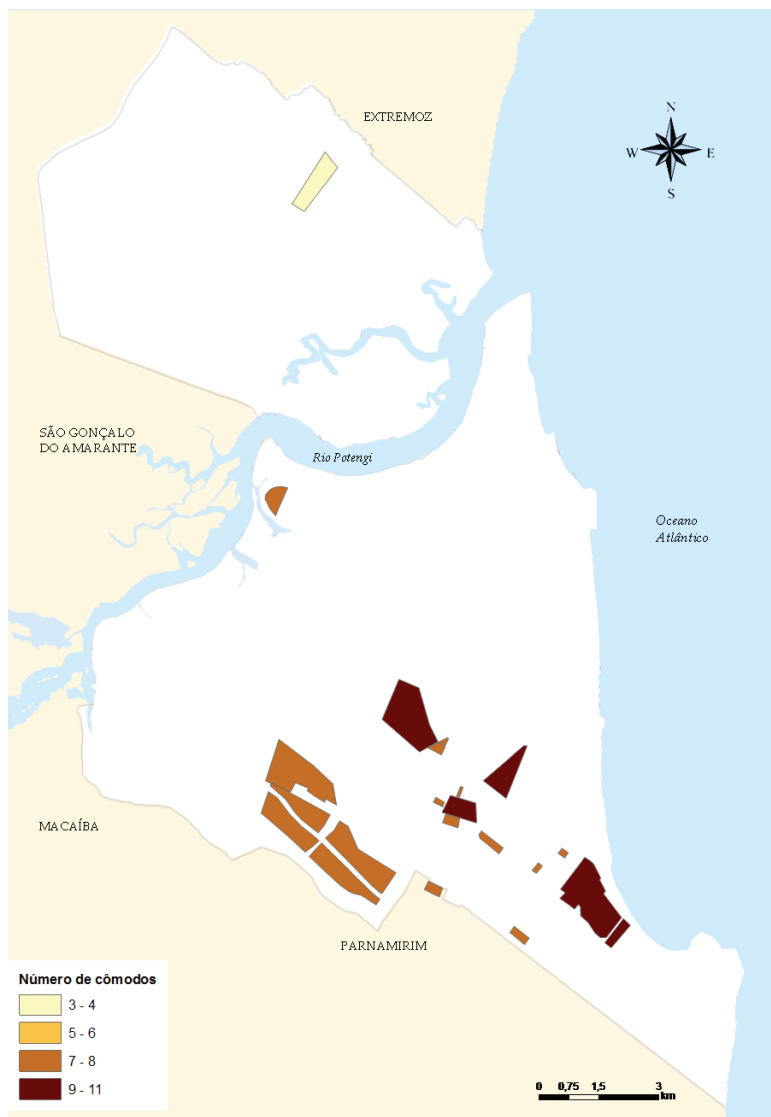 EXTREMOZ
N
W E
S
SÃO GONÇALO
DO AMARANTE
Rio Potengi
Oceano
Atlântico
MACAÍBA
PARNAMIRIM
Número de cômodos
3 - 4
5 - 6
7 - 8
9 - 11
0 0,75 1,5 3
km